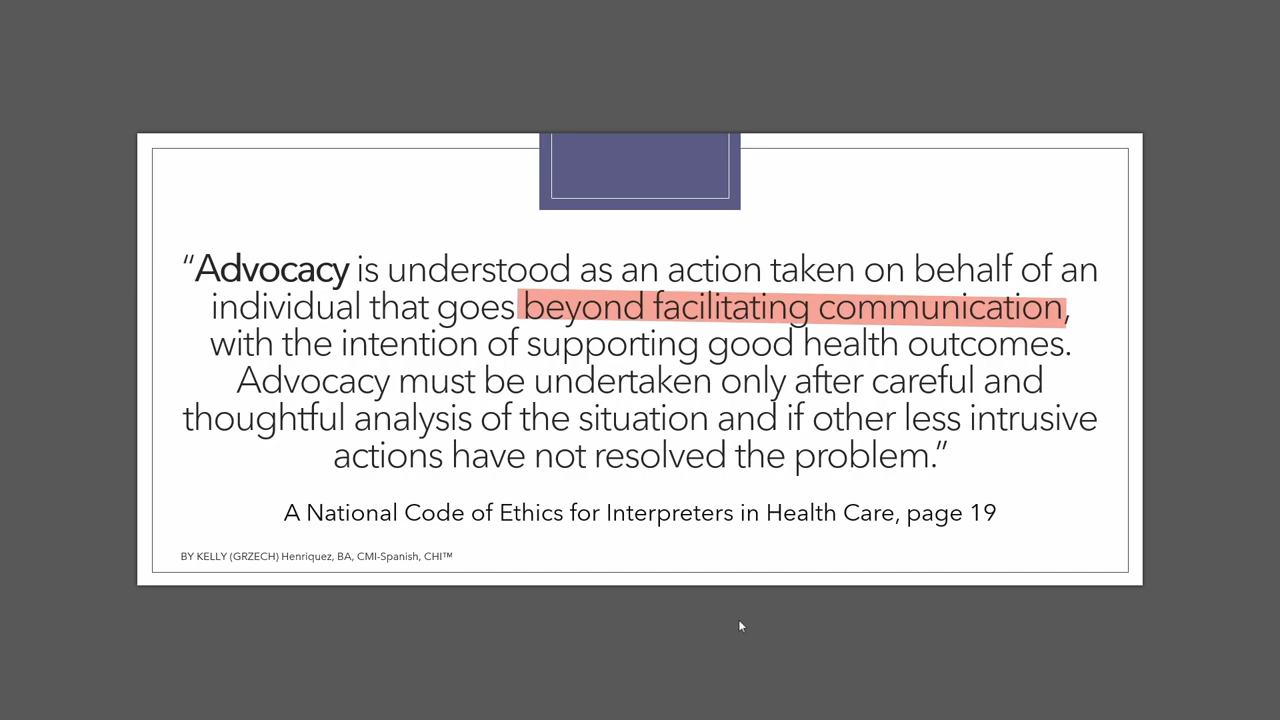 “Advocacy is understood as an action taken on behalf of an
individual that goes beyond facilitating communication,
with the intention of supporting good health outcomes.
Advocacy must be undertaken only after careful and
thoughtful analysis of the situation and if other less intrusive
actions have not resolved the problem.”
A National Code of Ethics for Interpreters in Health Care, page 19
BY KELLY (GRZECH) Henriquez, BA, CMI-Spanish, CHI™